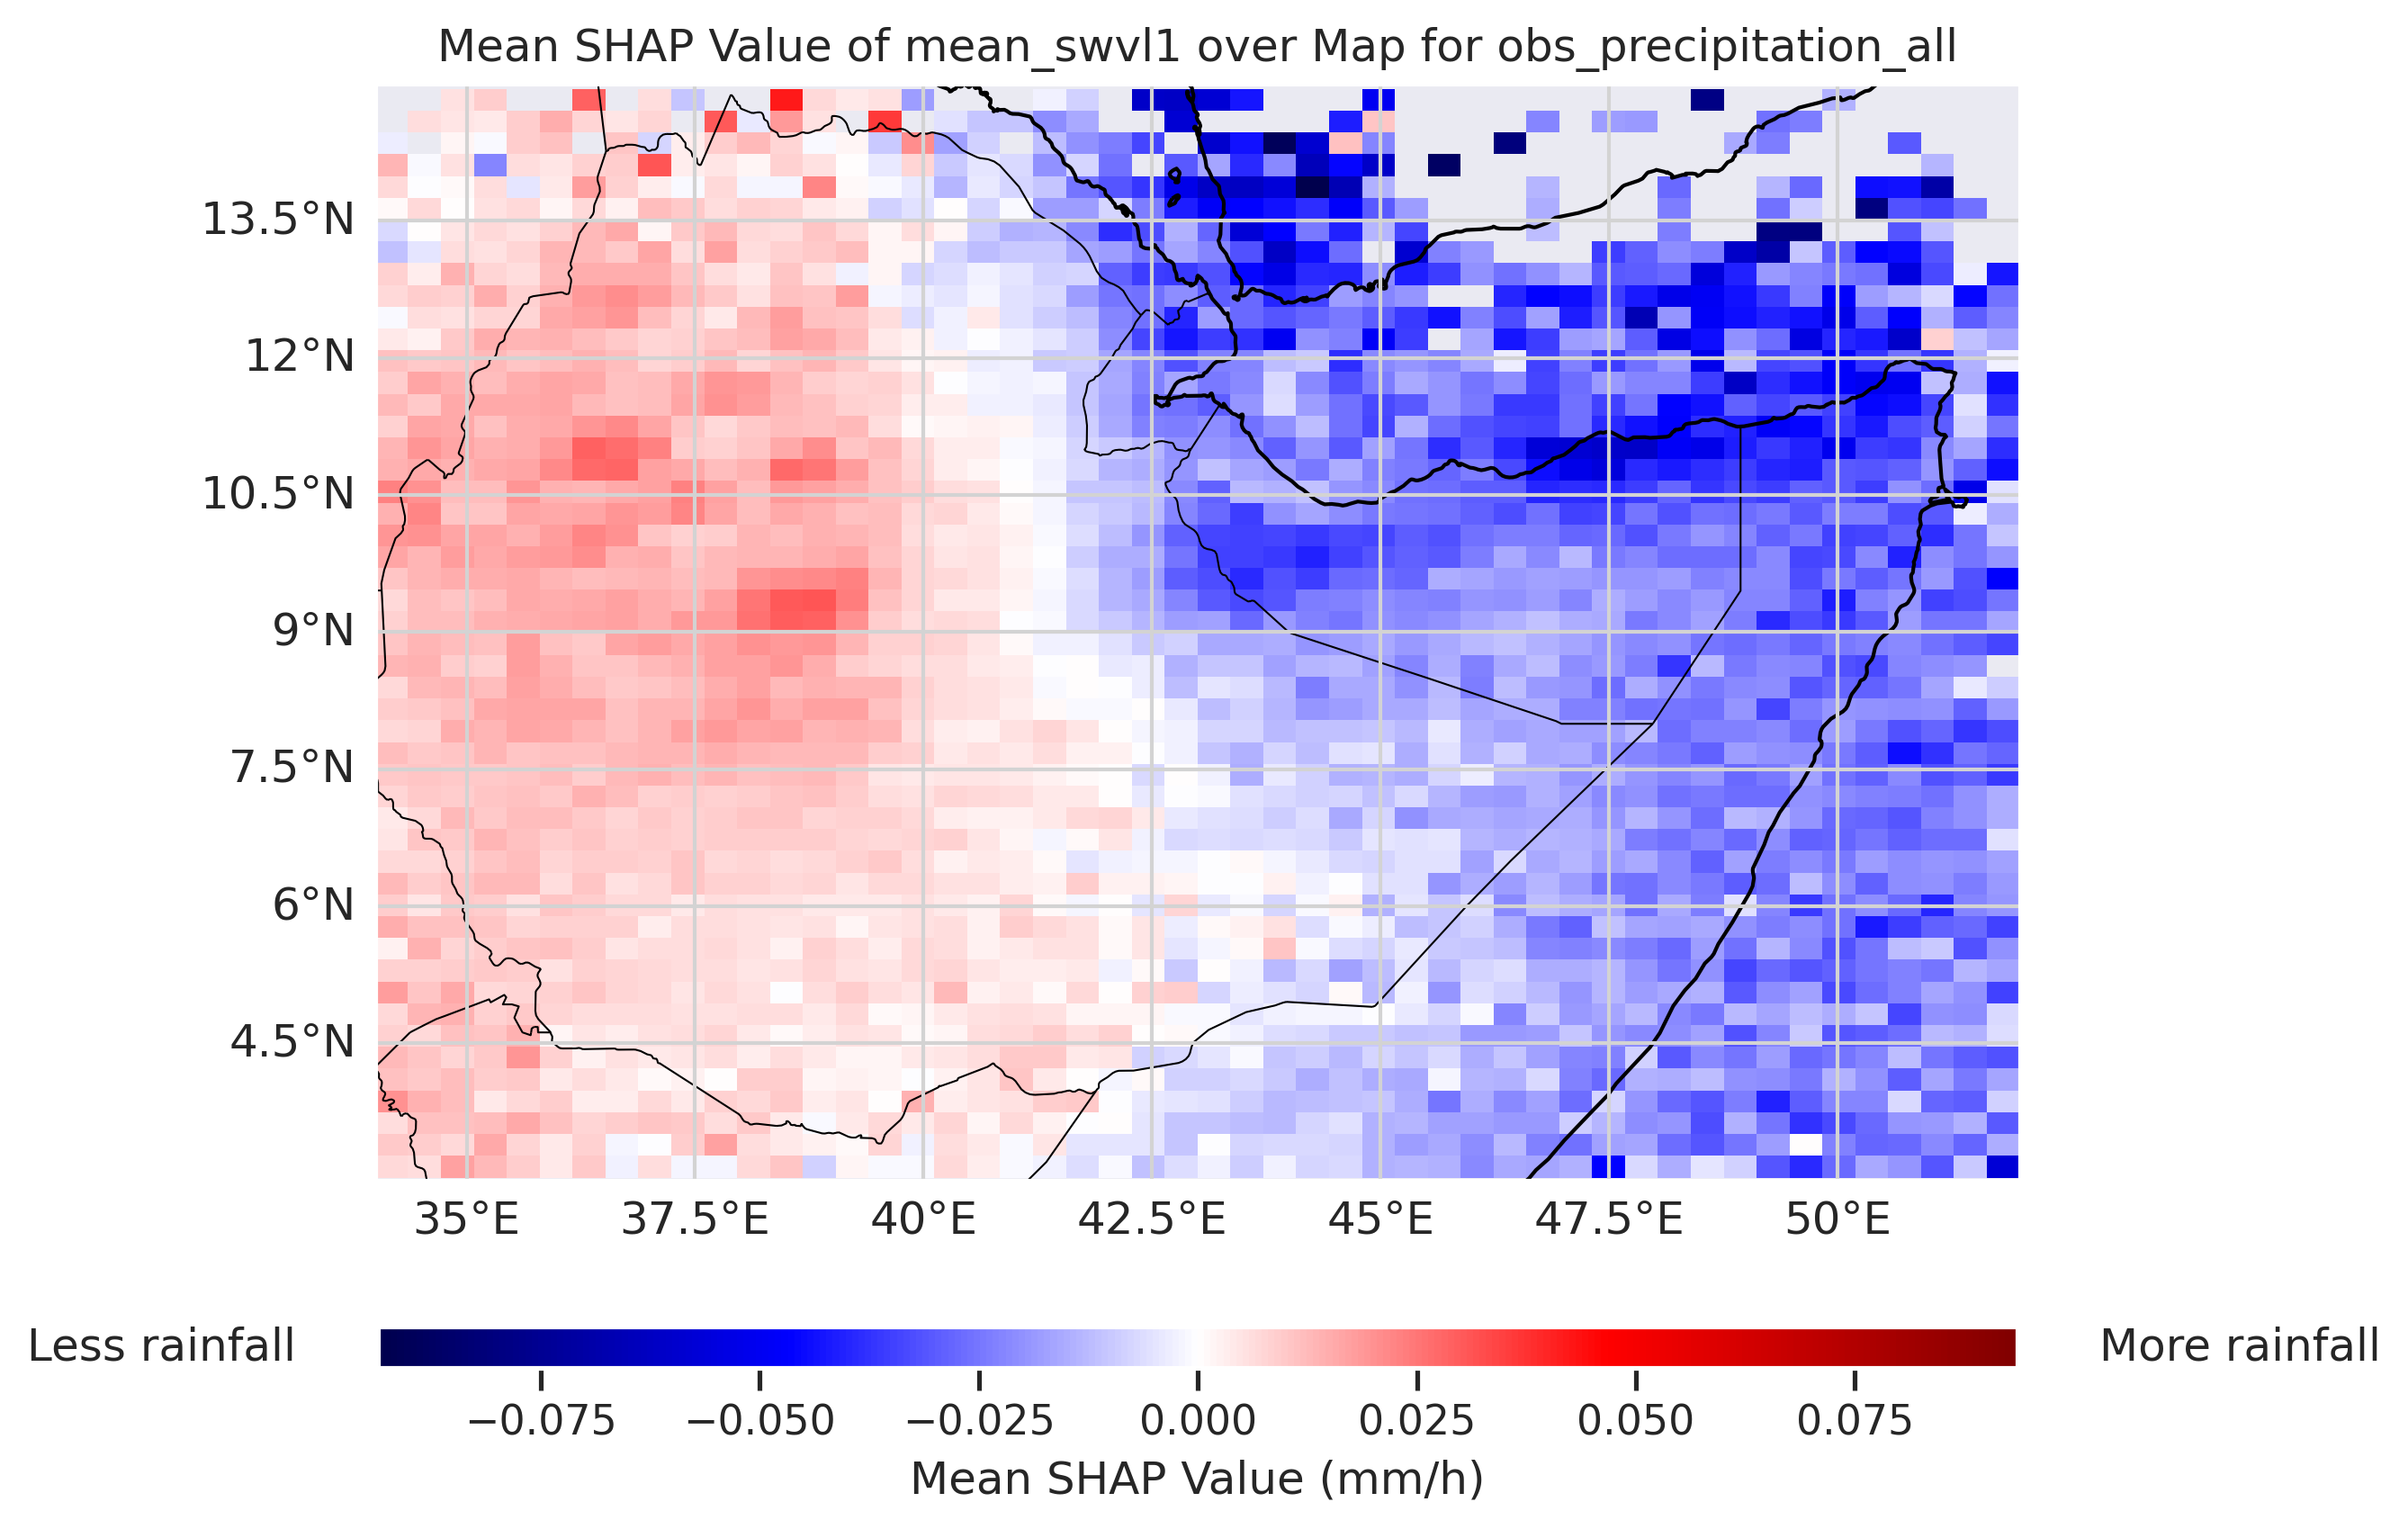 Mean SHAP Value of mean_swvl1 over Map for obs_precipitation_all
13.5°N
12°N
10.5°N
9°N
7.5°N
6°N
4.5°N
35°E 37.5°E 40°E 42.5°E 45°E 47.5°E 50°E
Less rainfall More rainfall
−0.075 −0.050 −0.025 0.000 0.025 0.050 0.075
Mean SHAP Value (mm/h)